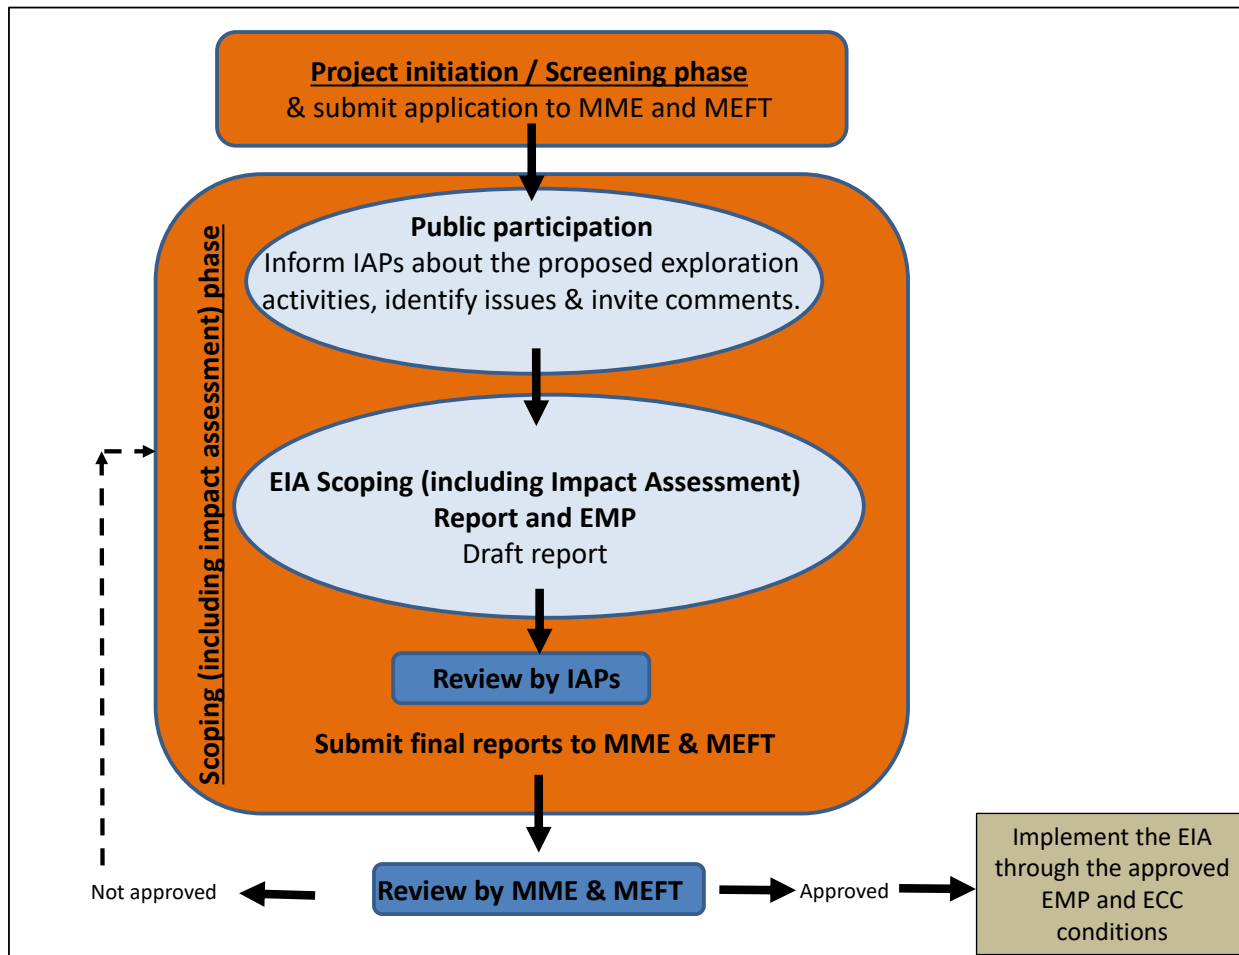 Project initiation / Screening phase
& submit application to MME and MEFT
Scoping (including impact assessment) phase
Public participation
Inform IAPs about the proposed exploration
activities, identify issues & invite comments.
EIA Scoping (including Impact Assessment)
Report and EMP
Draft report
Review by IAPs
Submit final reports to MME & MEFT
Not approved
Review by MME & MEFT
Approved
Implement the EIA
through the approved
EMP and ECC
conditions